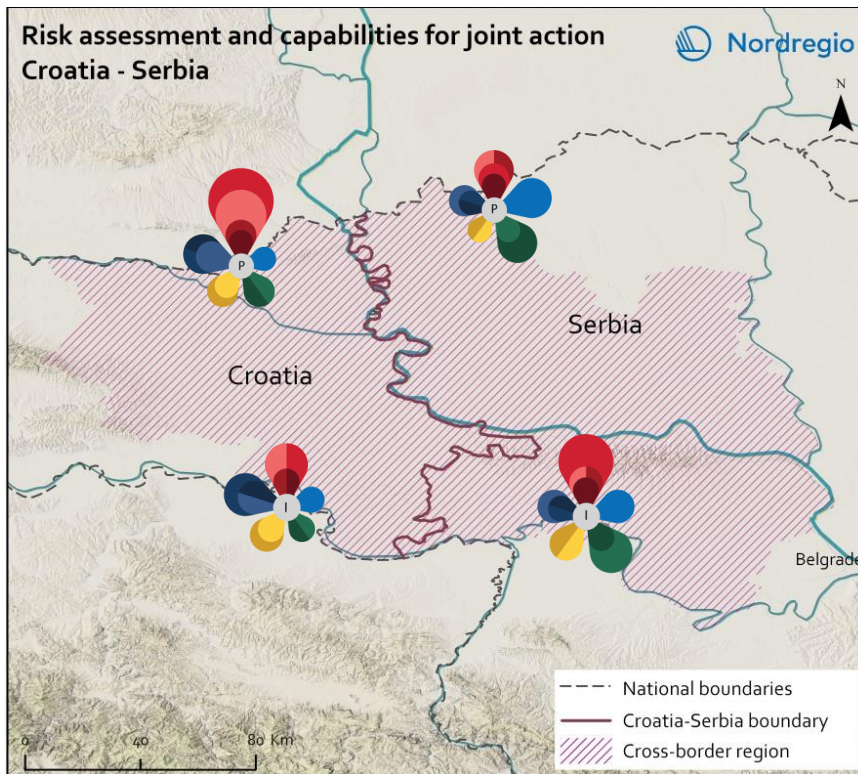 Risk assessment and capabilities for joint action
Croatia - Serbia
Nordregio
N
P
P
Serbia
Croatia
I
I
Belgrade
National boundaries
Croatia-Serbia boundary
Cross-border region
0 40 80 Km